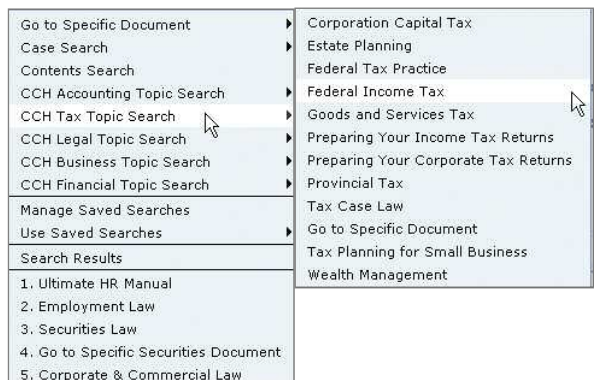 Go to Specific Document
Case Search
Contents Search
CCH Accounting Topic Search
CCH Tax Topic Search
CCH Legal Topic Search
CCH Business Topic Search
CCH Financial Topic Search
Manage Saved Searches
Use Saved Searches
Search Results
1. Ultimate HR Manual
2. Employment Law
3. Securities Law
4. Go to Specific Securities Document
5. Corporate & Commercial Law
Corporation Capital Tax
Estate Planning
Federal Tax Practice
Federal Income Tax
Goods and Services Tax
Preparing Your Income Tax Returns
Preparing Your Corporate Tax Returns
Provincial Tax
Tax Case Law
Go to Specific Document
Tax Planning for Small Business
Wealth Management